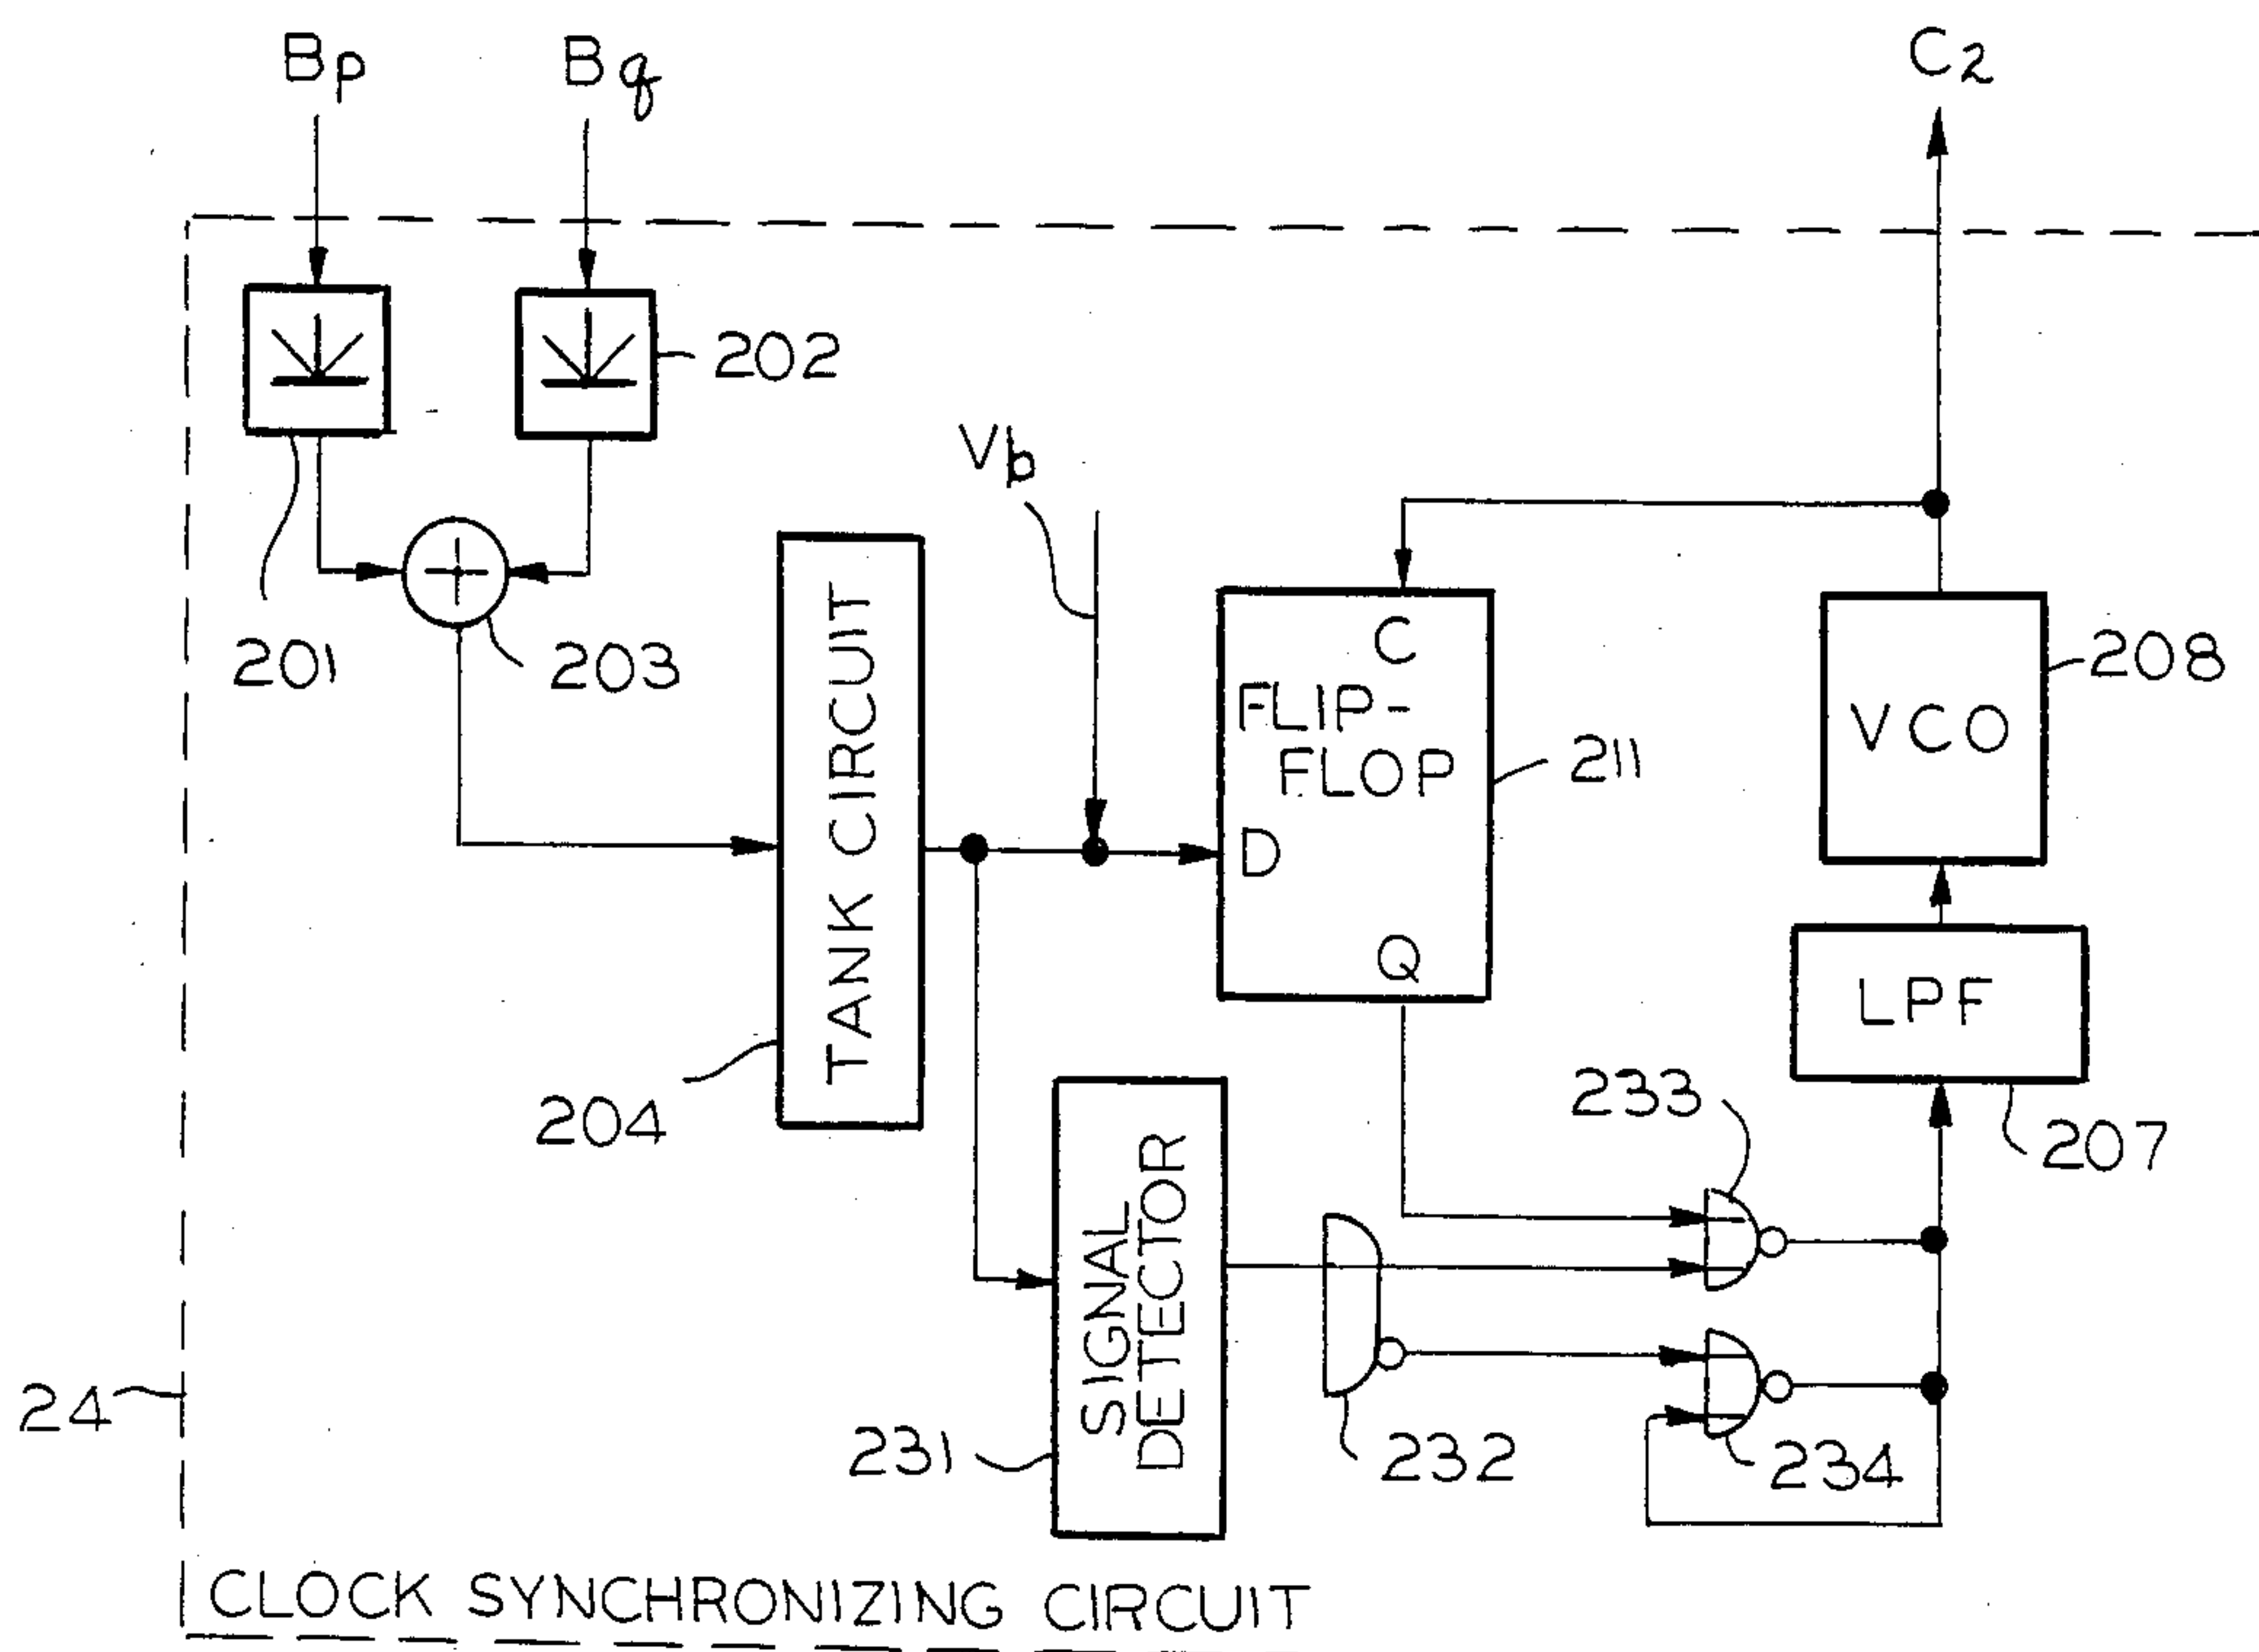 Bp
Bq
C2
202
Vb
201
203
C
FLIP-
FLOP
D
Q
211
VCO
208
TANK CIRCUIT
204
LPF
207
233
SIGNAL
DETECTOR
231
232
234
24
CLOCK SYNCHRONIZING CIRCUIT